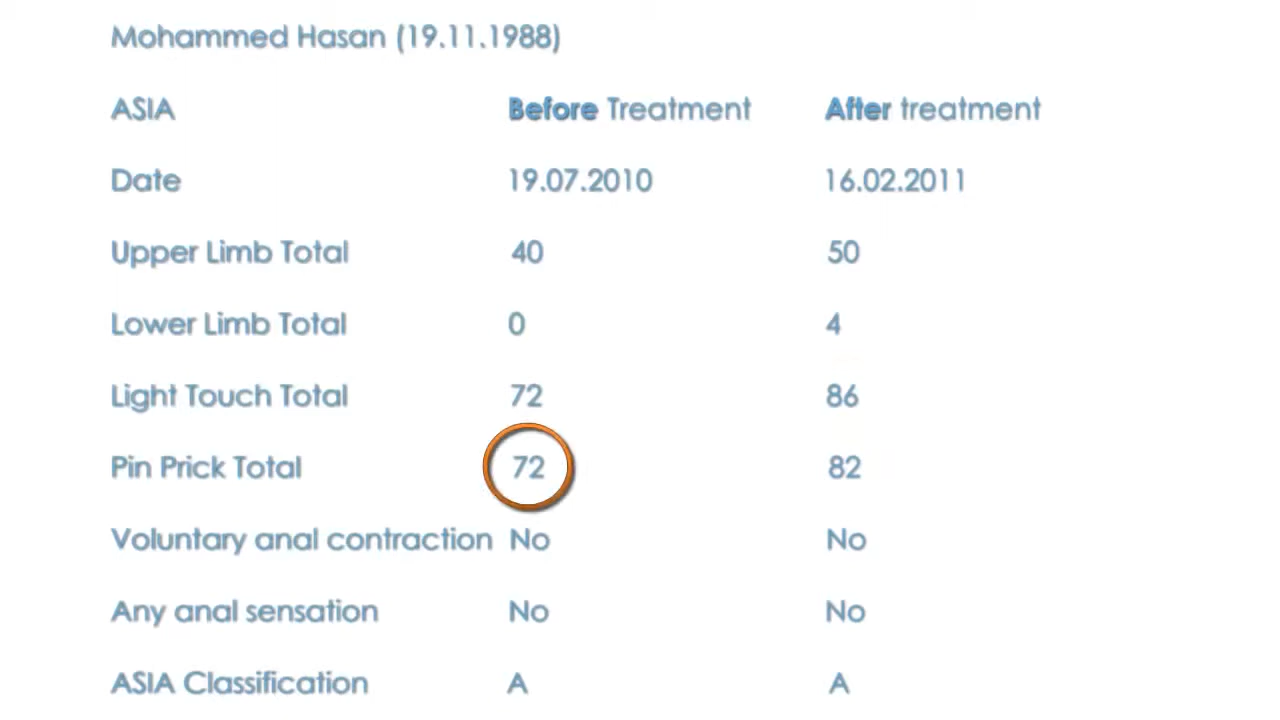 Mohammed Hasan (19.11.1988)
ASIA Before Treatment After treatment
Date 19.07.2010 16.02.2011
Upper Limb Total 40 50
Lower Limb Total 0 4
Light Touch Total 72 86
Pin Prick Total 72 82
Voluntary anal contraction No No
Any anal sensation No No
ASIA Classification A A